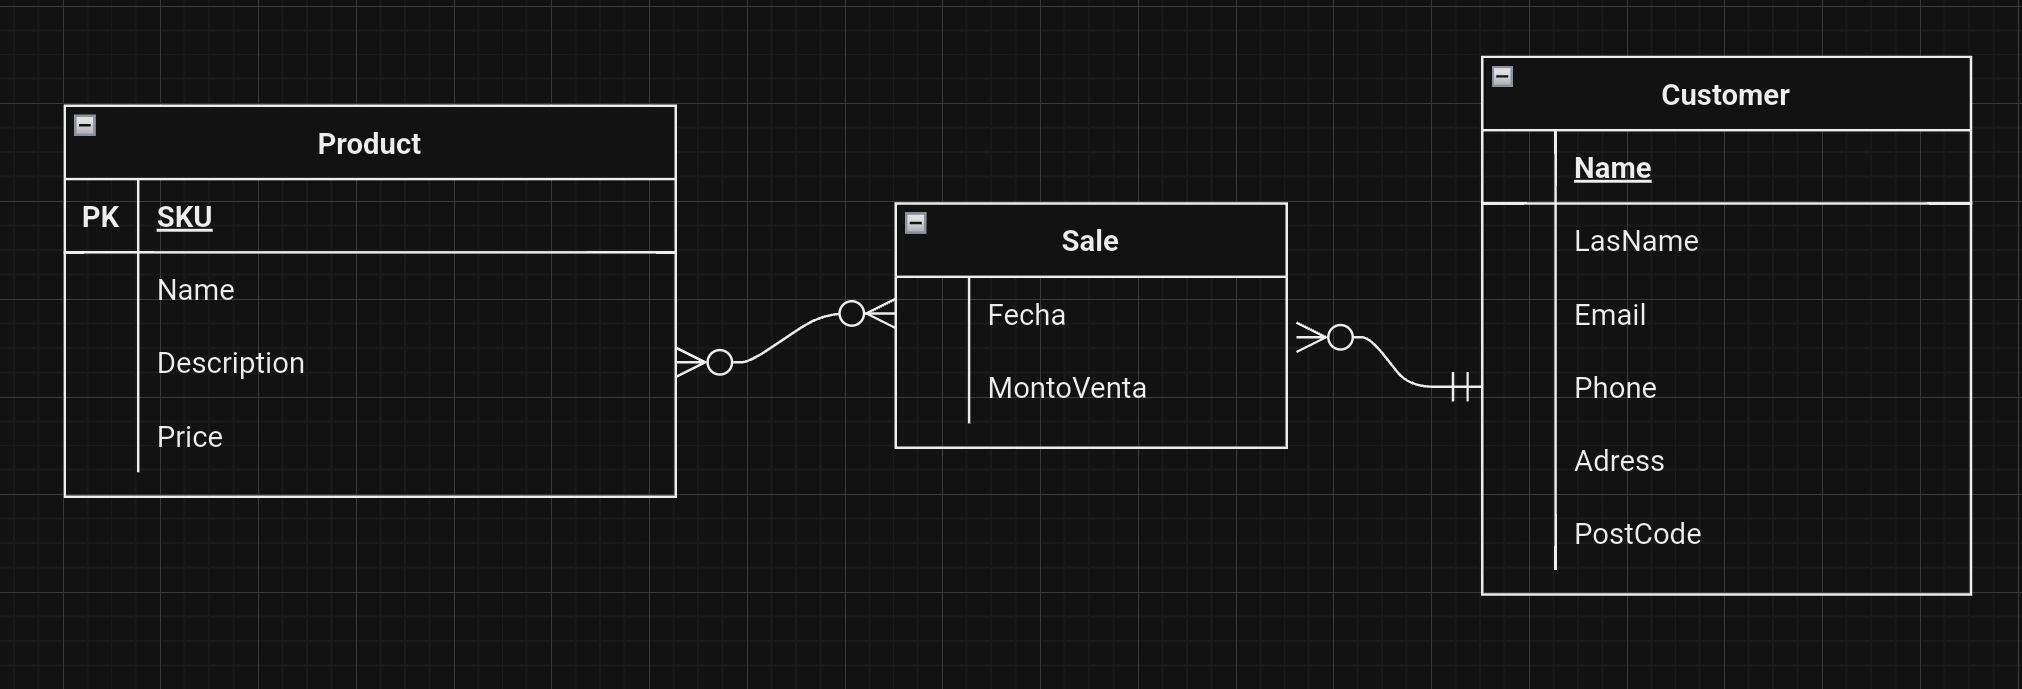 Product
PK SKU
Name
Description
Price
Sale
Fecha
MontoVenta
Customer
Name
LasName
Email
Phone
Adress
PostCode